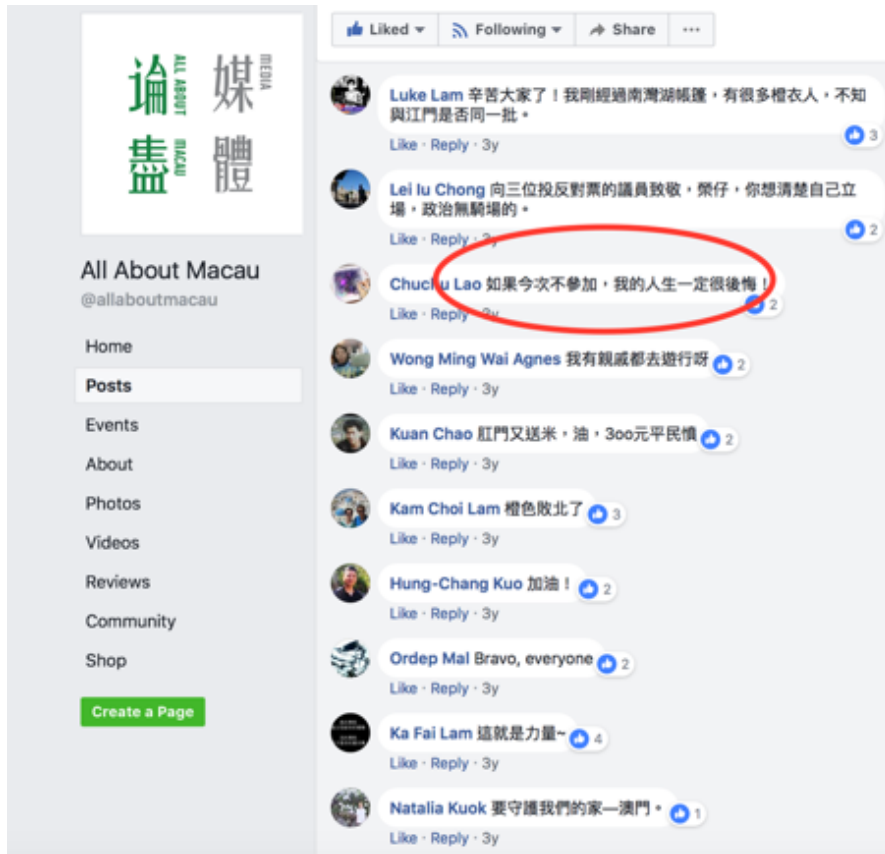 Liked Following Share ...
論盡 ALL ABOUT MACAU
媒體 MEDIA
All About Macau
@allaboutmacau
Home
Posts
Events
About
Photos
Videos
Reviews
Community
Shop
Create a Page
Luke Lam 辛苦大家了！我剛經過南灣湖帳篷，有很多橙衣人，不知
與江門是否同一批。
3
Like · Reply · 3y
Lei Iu Chong 向三位投反對票的議員致敬，榮仔，你想清楚自己立
場，政治無騎場的。
2
Like · Reply · 3y
Chuchu Lao 如果今次不參加，我的人生一定很後悔！
2
Like · Reply · 3y
Wong Ming Wai Agnes 我有親戚都去遊行呀 2
Like · Reply · 3y
Kuan Chao 肛門又送米，油，3oo元平民憤 2
Like · Reply · 3y
Kam Choi Lam 橙色敗北了 3
Like · Reply · 3y
Hung-Chang Kuo 加油！ 2
Like · Reply · 3y
Ordep Mal Bravo, everyone 2
Like · Reply · 3y
Ka Fai Lam 這就是力量~ 4
Like · Reply · 3y
Natalia Kuok 要守護我們的家—澳門。 1
Like · Reply · 3y